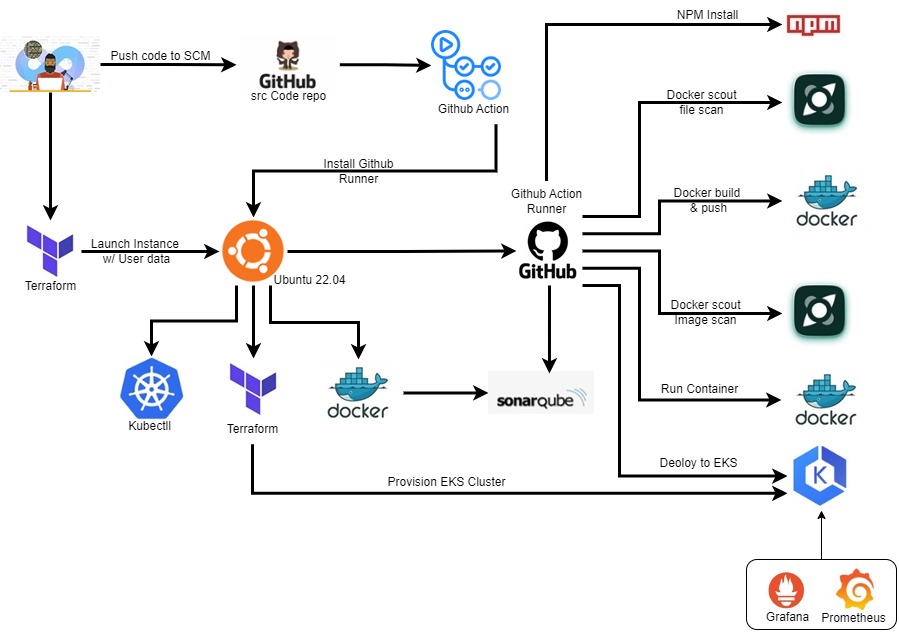 NPM Install
npm
Push code to SCM
GitHub
src Code repo
Github Action
Docker scout
file scan
Install Github
Runner
Github Action
Runner
Docker build
& push
docker
Launch Instance
w/ User data
Terraform
Ubuntu 22.04
GitHub
Docker scout
Image scan
Kubectll
Terraform
docker
sonarqube
Run Container
docker
Deploy to EKS
K
Provision EKS Cluster
Grafana
Prometheus